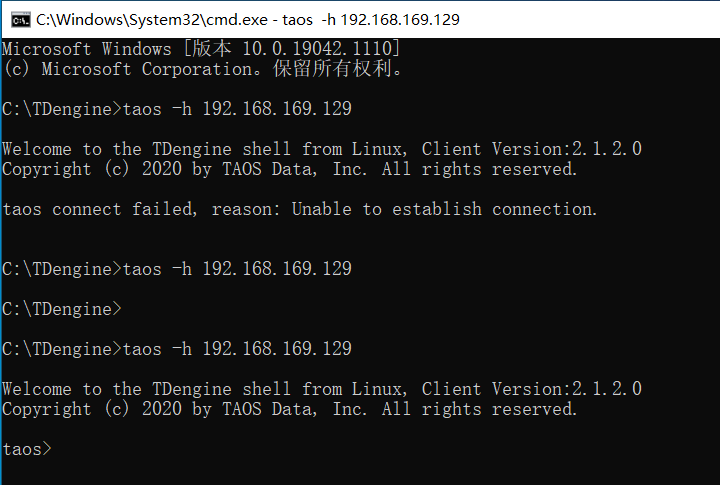 C:\Windows\System32\cmd.exe - taos  -h 192.168.169.129
Microsoft Windows [版本 10.0.19042.1110]
(c) Microsoft Corporation。保留所有权利。
C:\TDengine>taos -h 192.168.169.129
Welcome to the TDengine shell from Linux, Client Version:2.1.2.0
Copyright (c) 2020 by TAOS Data, Inc. All rights reserved.
taos connect failed, reason: Unable to establish connection.
C:\TDengine>taos -h 192.168.169.129
C:\TDengine>
C:\TDengine>taos -h 192.168.169.129
Welcome to the TDengine shell from Linux, Client Version:2.1.2.0
Copyright (c) 2020 by TAOS Data, Inc. All rights reserved.
taos>